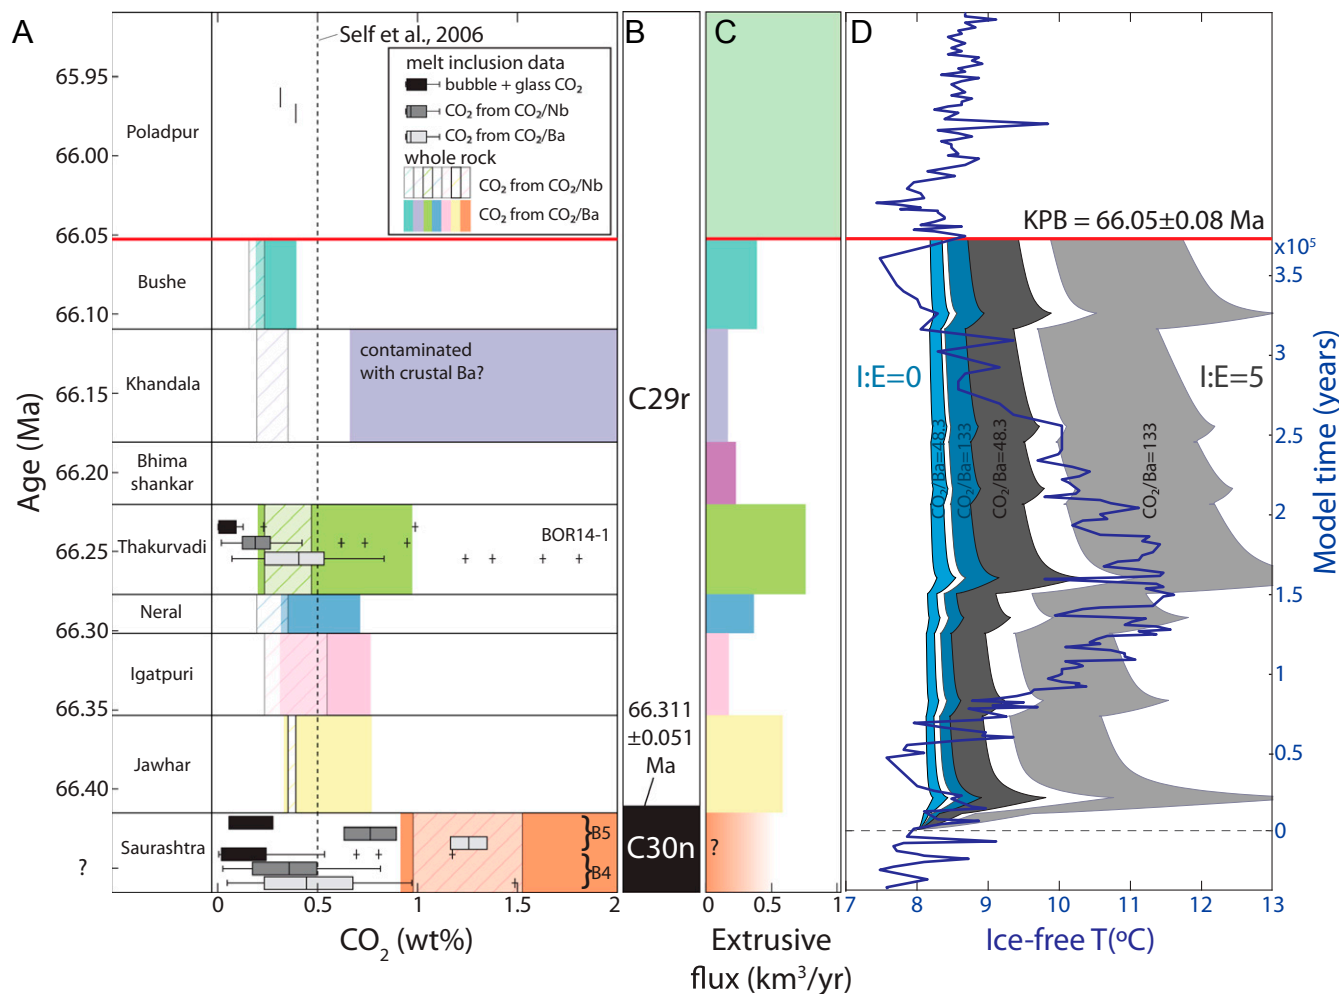 A
B
C
D
Self et al., 2006
melt inclusion data
bubble + glass CO₂
CO₂ from CO₂/Nb
CO₂ from CO₂/Ba
whole rock
CO₂ from CO₂/Nb
CO₂ from CO₂/Ba
Age (Ma)
65.95
66.00
66.05
66.10
66.15
66.20
66.25
66.30
66.35
66.40
?
Poladpur
Bushe
Khandala
Bhima
shankar
Thakurvadi
Neral
Igatpuri
Jawhar
Saurashtra
contaminated
with crustal Ba?
BOR14-1
} B5
} B4
0
0.5
1
1.5
2
CO₂ (wt%)
C29r
66.311
±0.051
Ma
C30n
?
0
0.5
1
Extrusive
flux (km³/yr)
KPB = 66.05±0.08 Ma
x10⁵
3.5
3
2.5
2
1.5
1
0.5
0
Model time (years)
I:E=0
I:E=5
CO₂/Ba=48.3
CO₂/Ba=133
CO₂/Ba=48.3
CO₂/Ba=133
7
8
9
10
11
12
13
Ice-free T(ºC)